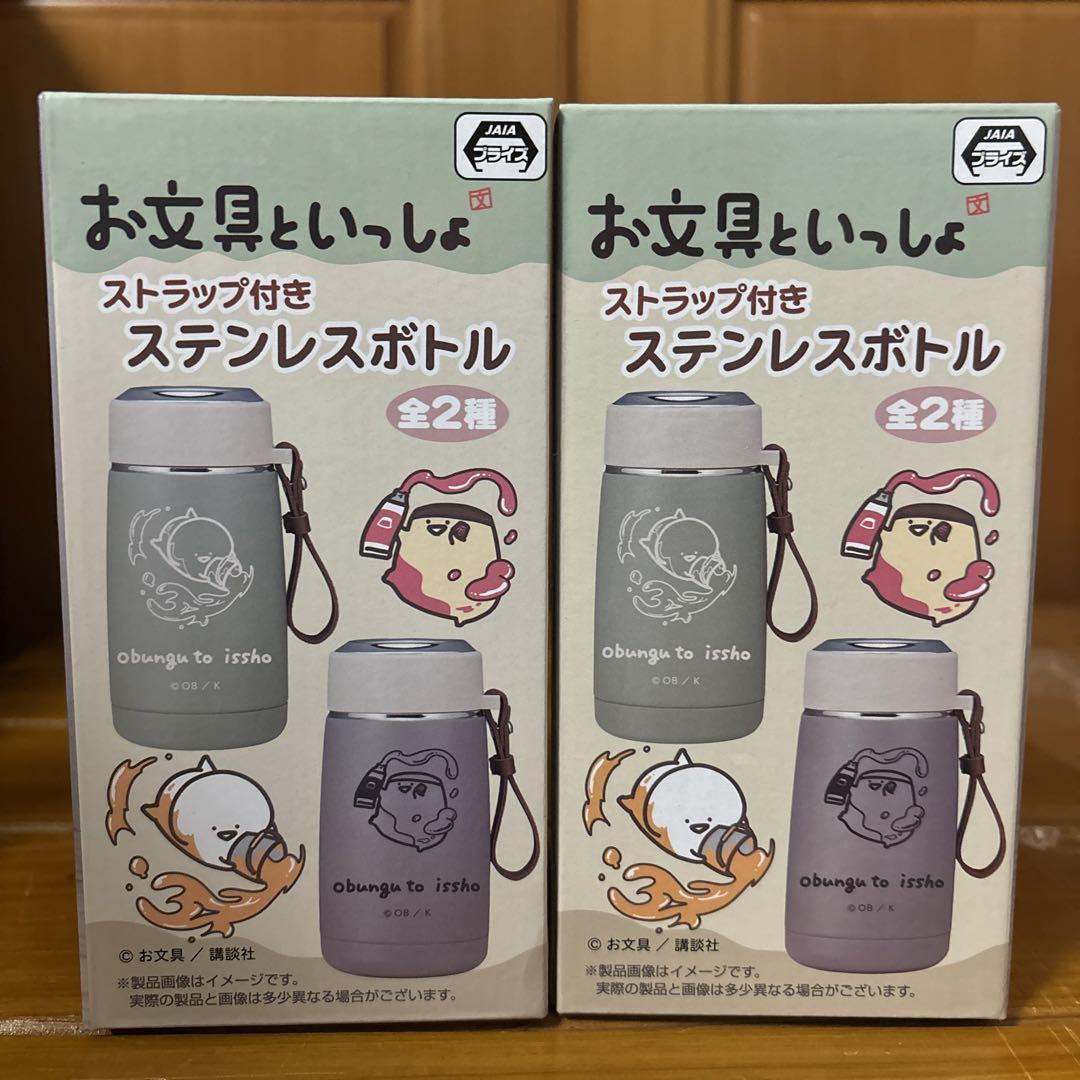 JAIA
プライズ
お文具といっしょ
文
ストラップ付き
ステンレスボトル
全2種
obungu to issho
©OB/K
obungu to issho
©OB/K
© お文具/講談社
※製品画像はイメージです。
実際の製品と画像は多少異なる場合がございます。
JAIA
プライズ
お文具といっしょ
文
ストラップ付き
ステンレスボトル
全2種
obungu to issho
©OB/K
obungu to issho
©OB/K
© お文具/講談社
※製品画像はイメージです。
実際の製品と画像は多少異なる場合がございます。